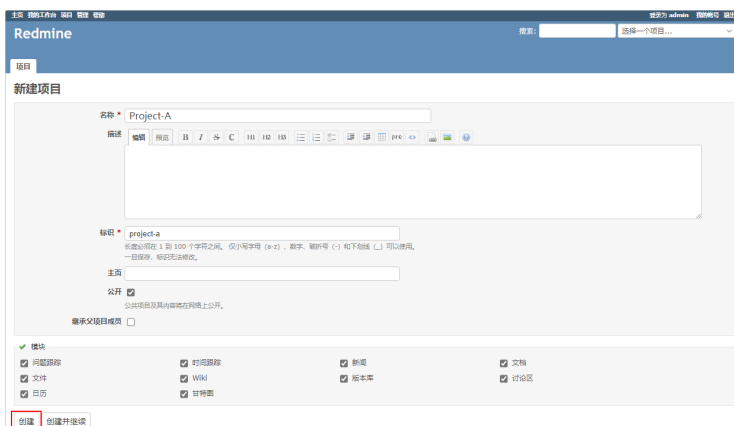 主页 我的工作台 项目 管理 帮助 登录为 admin 我的帐号 退出
Redmine 搜索: 选择一个项目...
项目
新建项目
名称 * Project-A
描述 编辑 预览 B I S C H1 H2 H3 pre <>
标识 * project-a
长度必须在 1 到 100 个字符之间。 仅小写字母 (a-z) 、数字、破折号 (-) 和下划线 (_) 可以使用。
一旦保存，标识无法修改。
主页
公开
公共项目及其内容将在网络上公开。
继承父项目成员
模块
问题跟踪 时间跟踪 新闻 文档
文件 Wiki 版本库 讨论区
日历 甘特图
创建 创建并继续